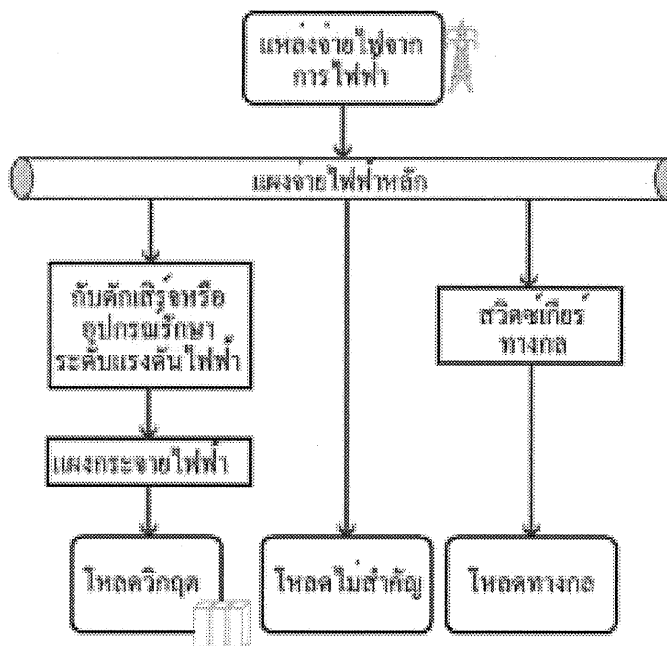 แหล่งจ่ายไฟจาก
การไฟฟ้า
แผงจ่ายไฟฟ้าหลัก
กับดักเสิร์จหรือ
อุปกรณ์รักษา
ระดับแรงดันไฟฟ้า
สวิตช์เกียร์
ทางกล
แผงกระจายไฟฟ้า
โหลดวิกฤต
โหลดไม่สำคัญ
โหลดทางกล